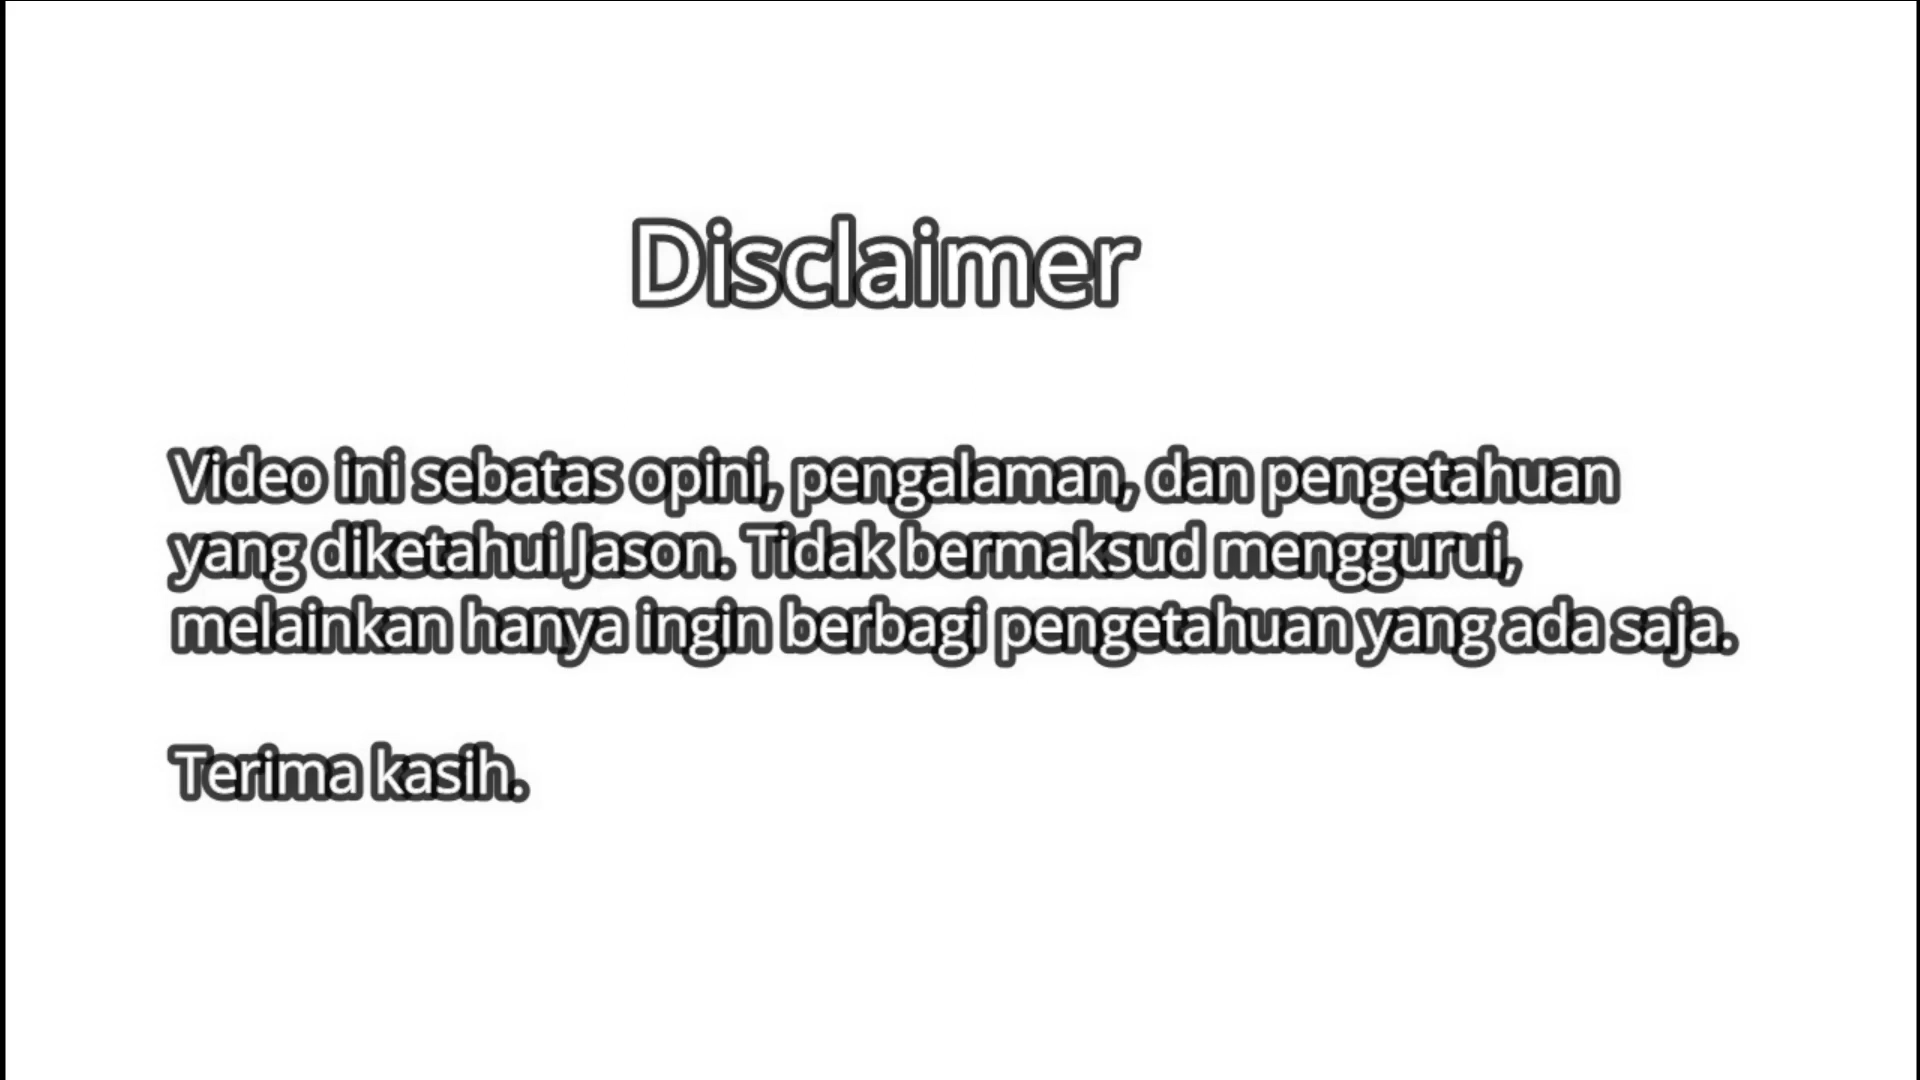 Disclaimer
Video ini sebatas opini, pengalaman, dan pengetahuan
yang diketahui Jason. Tidak bermaksud menggurui,
melainkan hanya ingin berbagi pengetahuan yang ada saja.
Terima kasih.